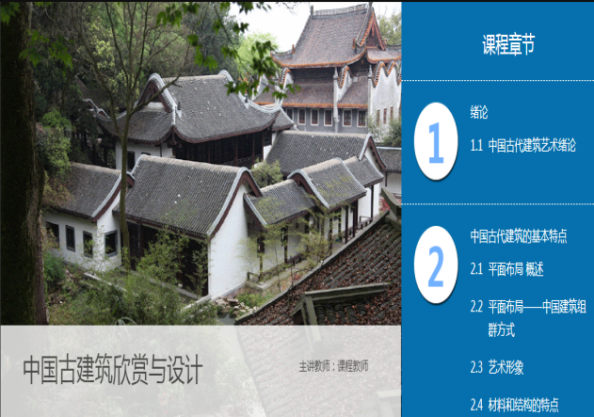 中国古建筑欣赏与设计
主讲教师：课程教师
课程章节
1
绪论
1.1 中国古代建筑艺术绪论
2
中国古代建筑的基本特点
2.1 平面布局 概述
2.2 平面布局——中国建筑组
群方式
2.3 艺术形象
2.4 材料和结构的特点